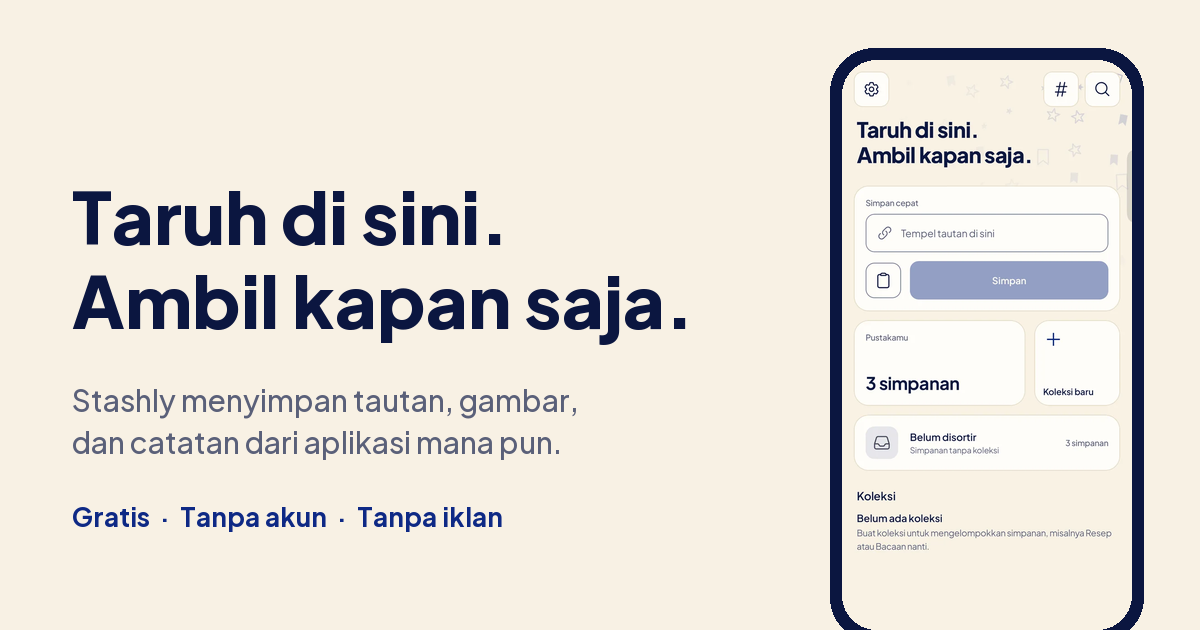 Taruh di sini.
Ambil kapan saja.
Stashly menyimpan tautan, gambar,
dan catatan dari aplikasi mana pun.
Gratis · Tanpa akun · Tanpa iklan
#
Taruh di sini.
Ambil kapan saja.
Simpan cepat
Tempel tautan di sini
Simpan
Pustakamu
3 simpanan
Koleksi baru
Belum disortir
Simpanan tanpa koleksi
3 simpanan
Koleksi
Belum ada koleksi
Buat koleksi untuk mengelompokkan simpanan, misalnya Resep
atau Bacaan nanti.